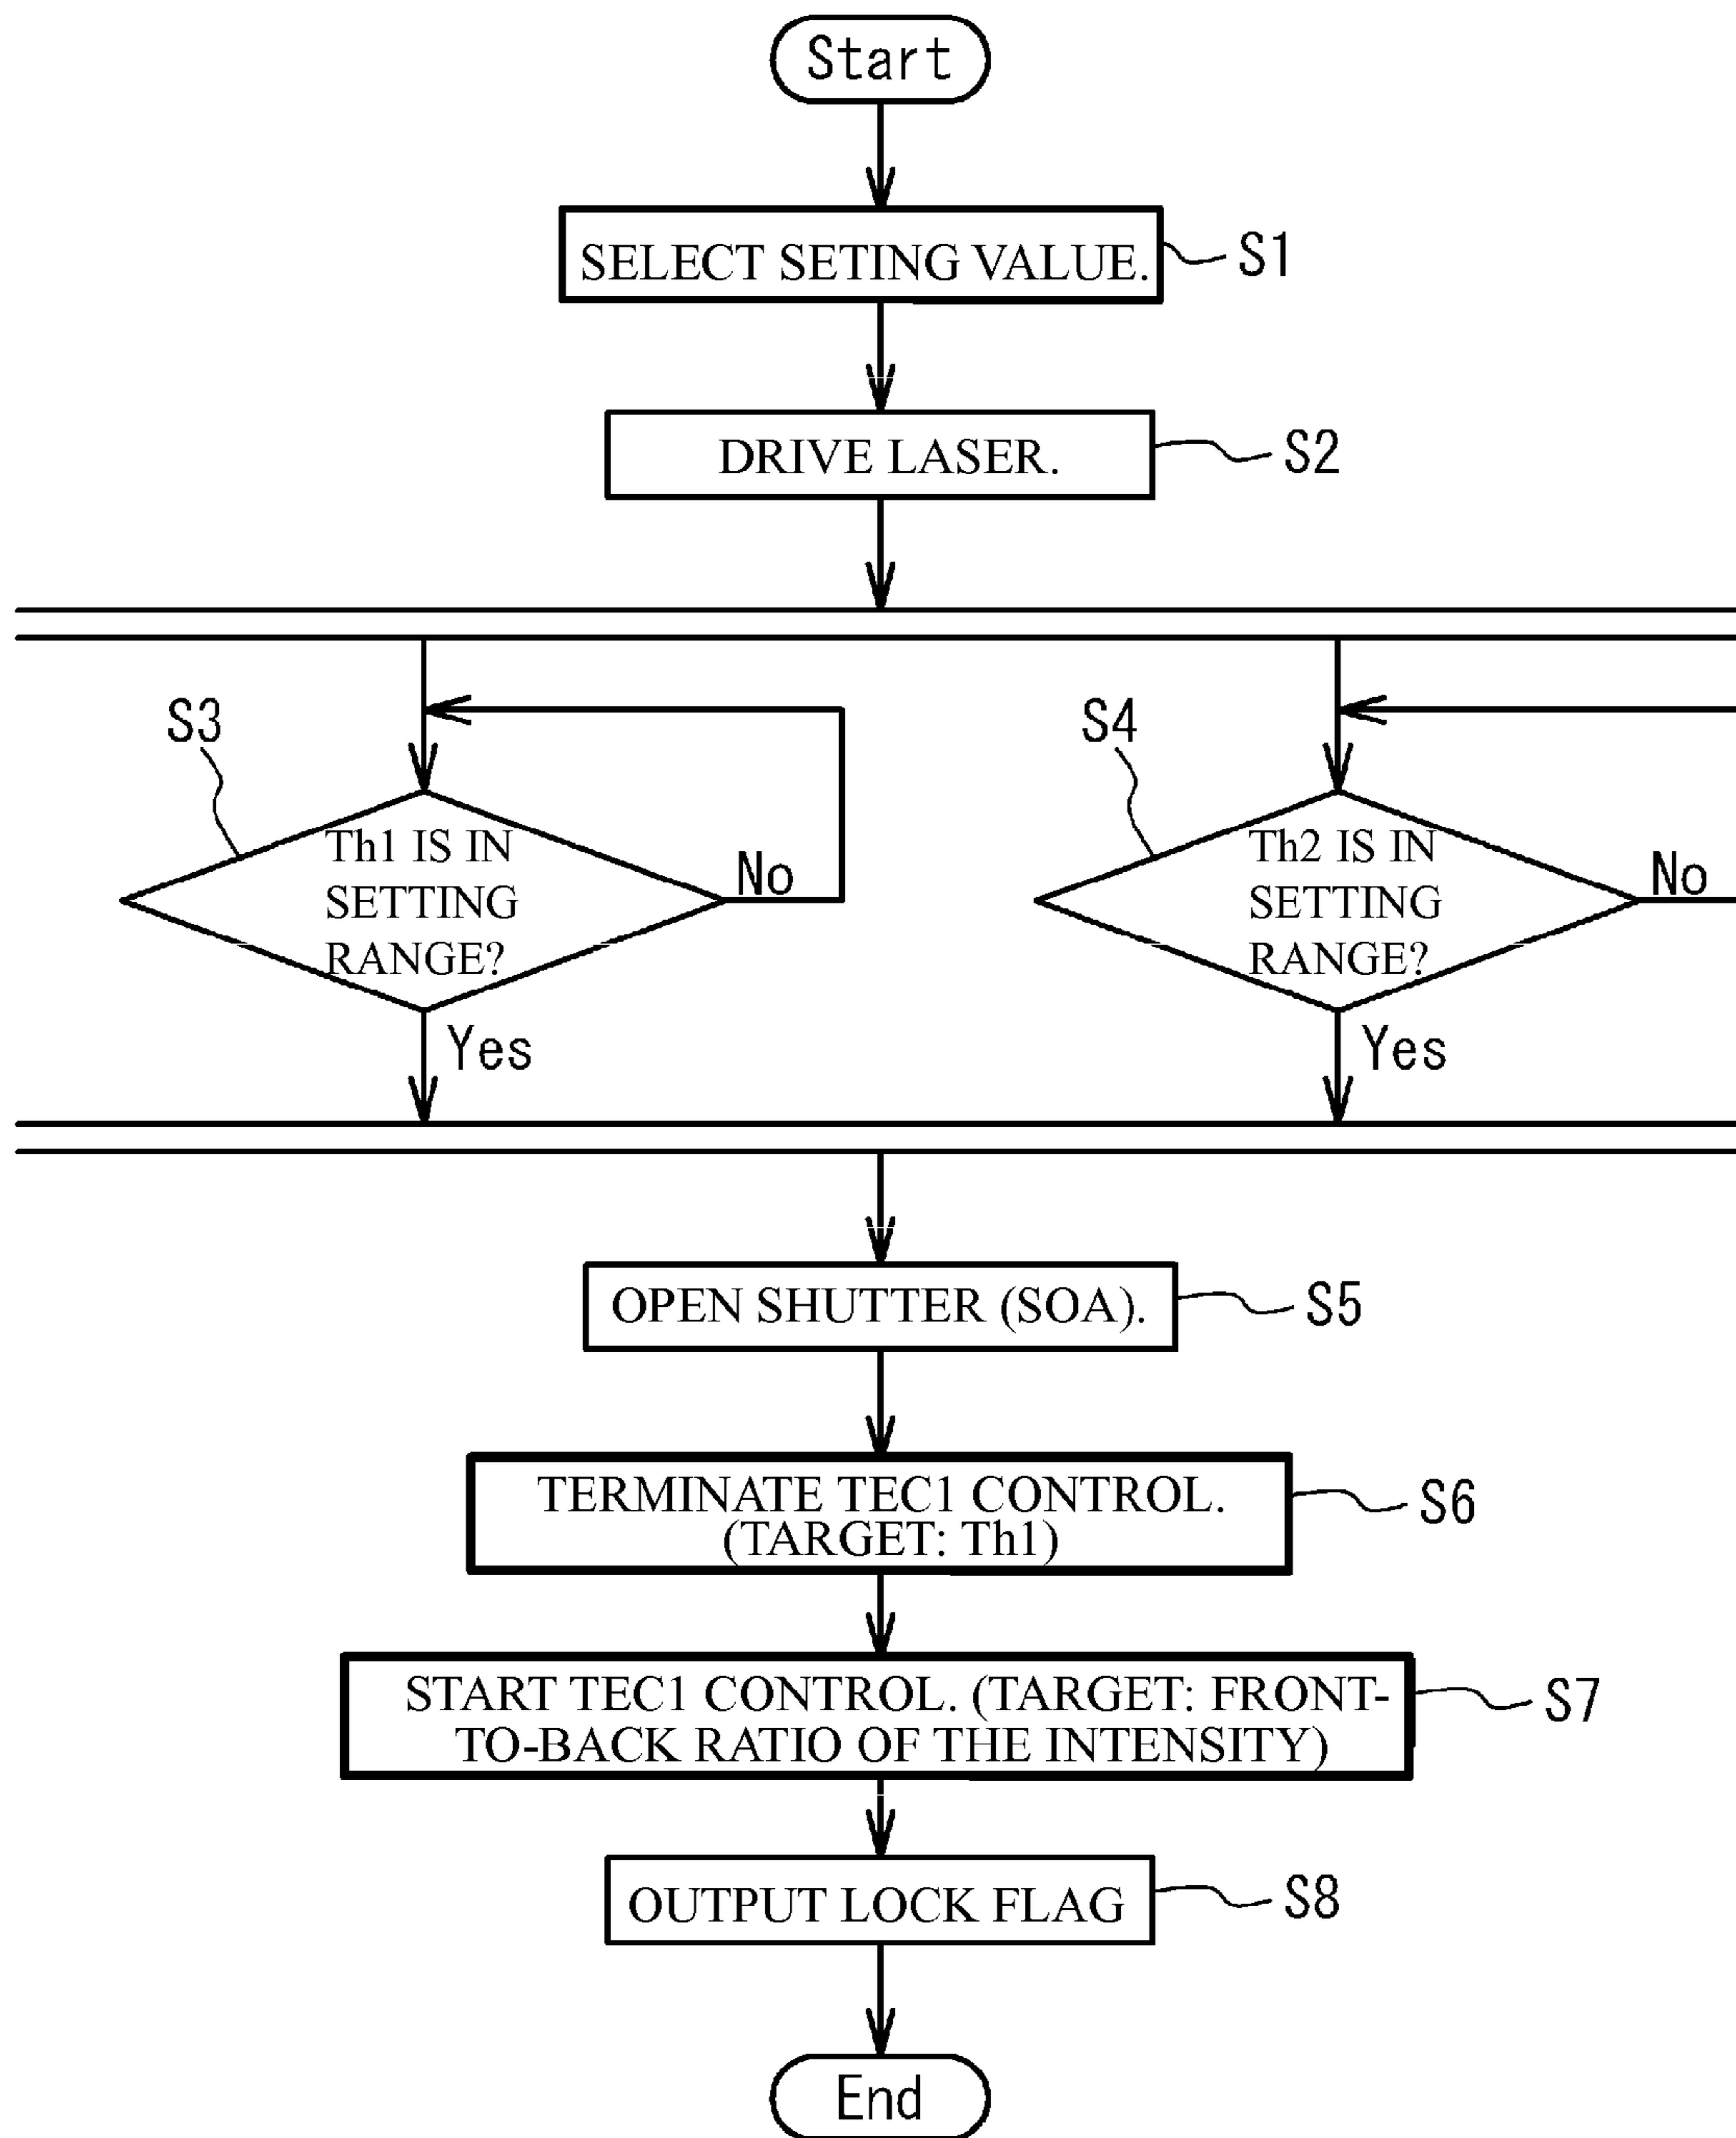 Start
SELECT SETING VALUE.
S1
DRIVE LASER.
S2
S3
Th1 IS IN
SETTING
RANGE?
No
Yes
S4
Th2 IS IN
SETTING
RANGE?
No
Yes
OPEN SHUTTER (SOA).
S5
TERMINATE TEC1 CONTROL.
(TARGET: Th1)
S6
START TEC1 CONTROL. (TARGET: FRONT-
TO-BACK RATIO OF THE INTENSITY)
S7
OUTPUT LOCK FLAG
S8
End